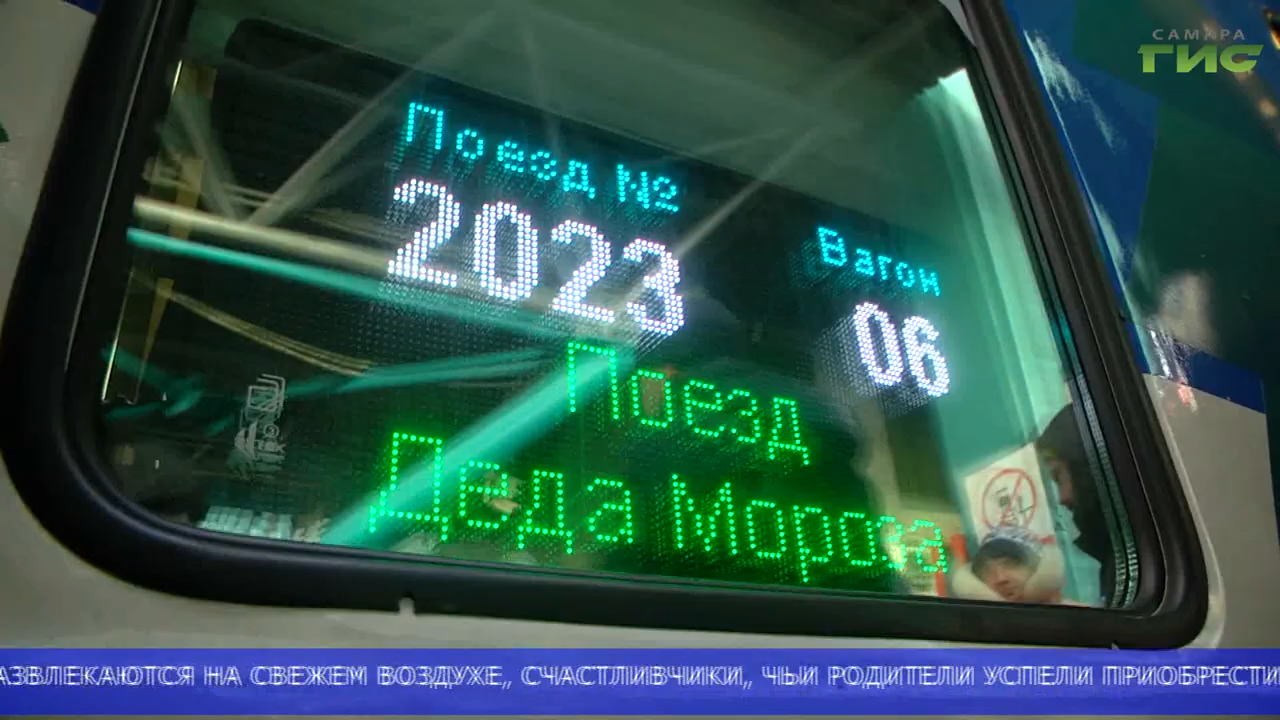 САМАРА
ГИС
Поезд №
2023
Вагон
06
Поезд
Деда Мороза
АЗВЛЕКАЮТСЯ НА СВЕЖЕМ ВОЗДУХЕ, СЧАСТЛИВЧИКИ, ЧЬИ РОДИТЕЛИ УСПЕЛИ ПРИОБРЕСТИ